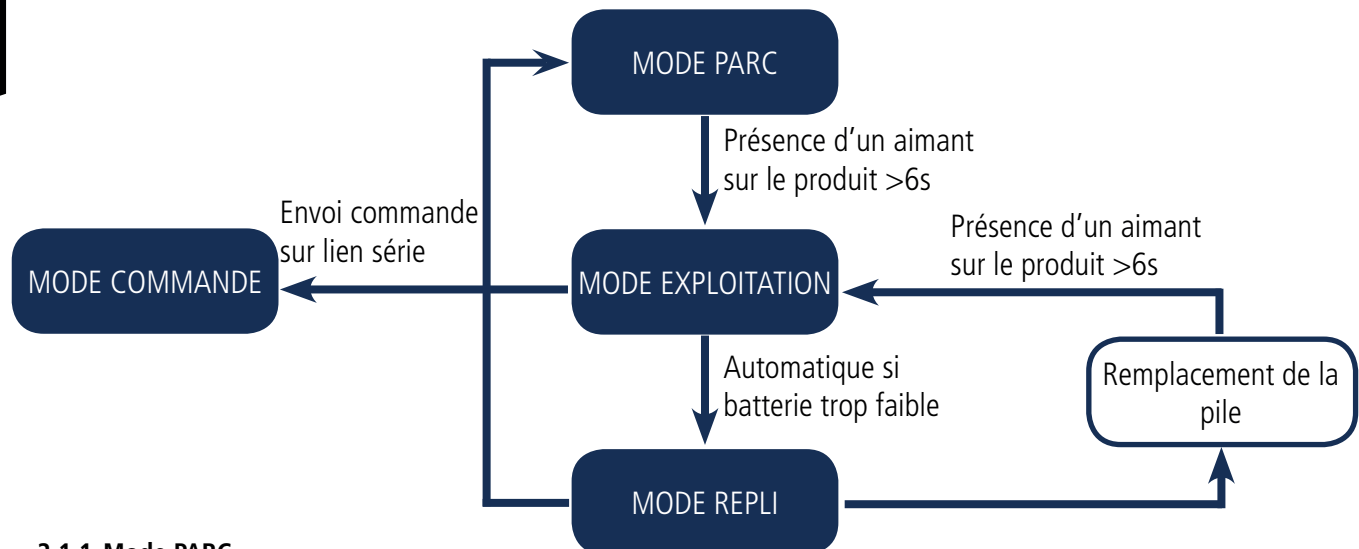 MODE PARC
Présence d’un aimant
sur le produit >6s
Envoi commande
sur lien série
Présence d’un aimant
sur le produit >6s
MODE COMMANDE
MODE EXPLOITATION
Automatique si
batterie trop faible
Remplacement de la
pile
MODE REPLI